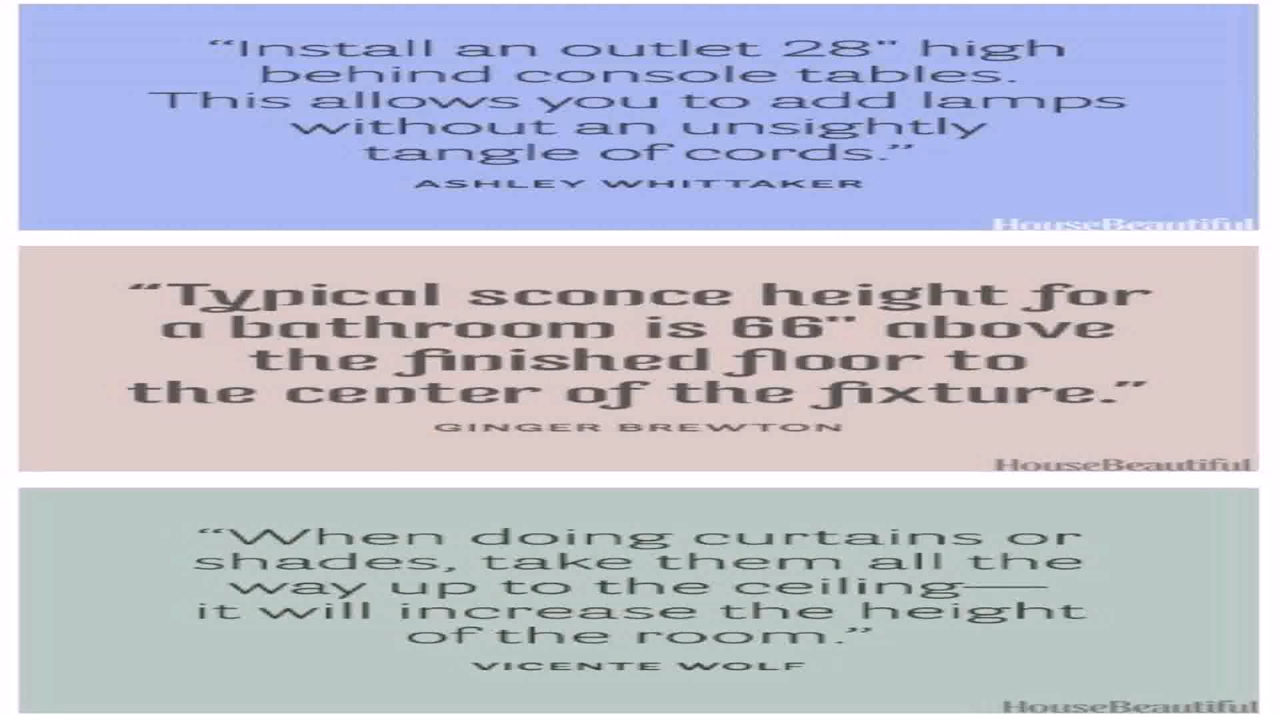 “Install an outlet 28" high
behind console tables.
This allows you to add lamps
without an unsightly
tangle of cords.”
ASHLEY WHITTAKER
HouseBeautiful
“Typical sconce height for
a bathroom is 66" above
the finished floor to
the center of the fixture.”
GINGER BREWTON
HouseBeautiful
“When doing curtains or
shades, take them all the
way up to the ceiling—
it will increase the height
of the room.”
VICENTE WOLF
HouseBeautiful